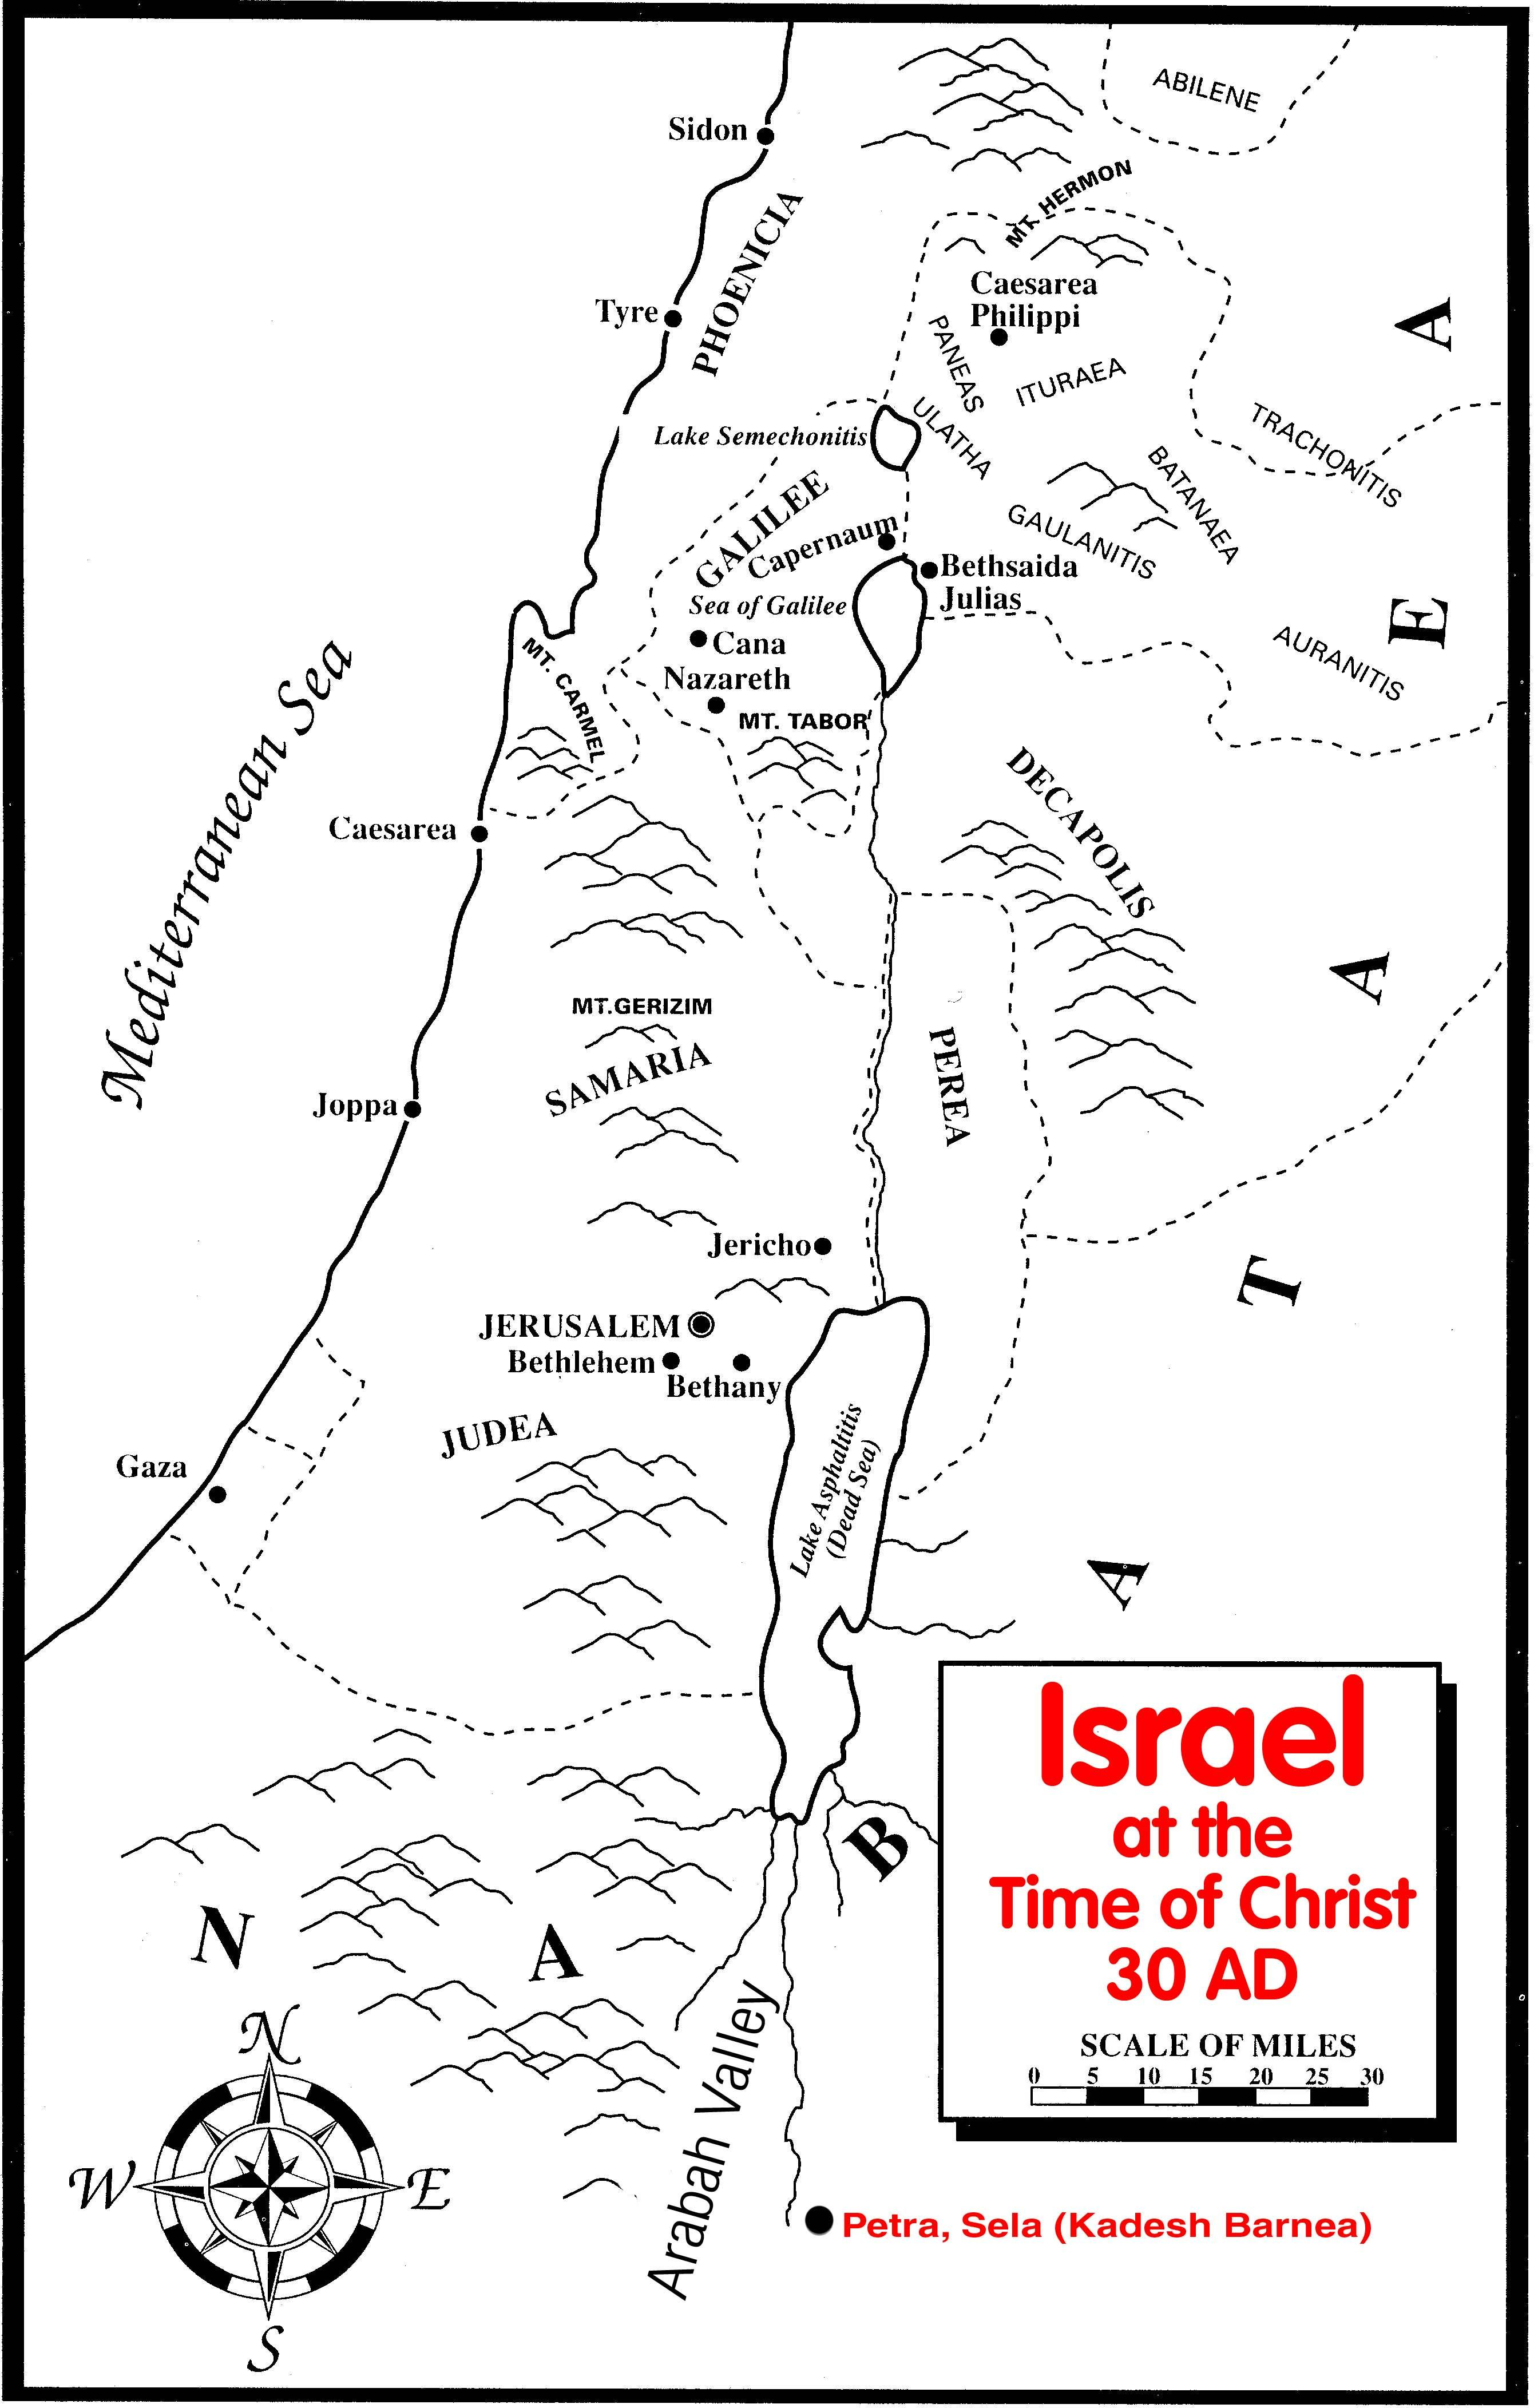 ABILENE
Sidon
MT. HERMON
PHOENICIA
Caesarea
Philippi
Tyre
PANEAS
ITURAEA
A
ULATHA
Lake Semechonitis
TRACHONITIS
BATANAEA
GALILEE
Capernaum
GAULANITIS
Bethsaida
Julias
Sea of Galilee
E
Cana
AURANITIS
MT. CARMEL
Nazareth
MT. TABOR
Mediterranean Sea
DECAPOLIS
Caesarea
A
MT.GERIZIM
SAMARIA
PEREA
Joppa
Jericho
T
JERUSALEM
Bethlehem
Bethany
JUDEA
Gaza
Lake Asphaltitis
(Dead Sea)
A
B
N
A
Israel
at the
Time of Christ
30 AD
SCALE OF MILES
0 5 10 15 20 25 30
Arabah Valley
N
W
E
S
Petra, Sela (Kadesh Barnea)